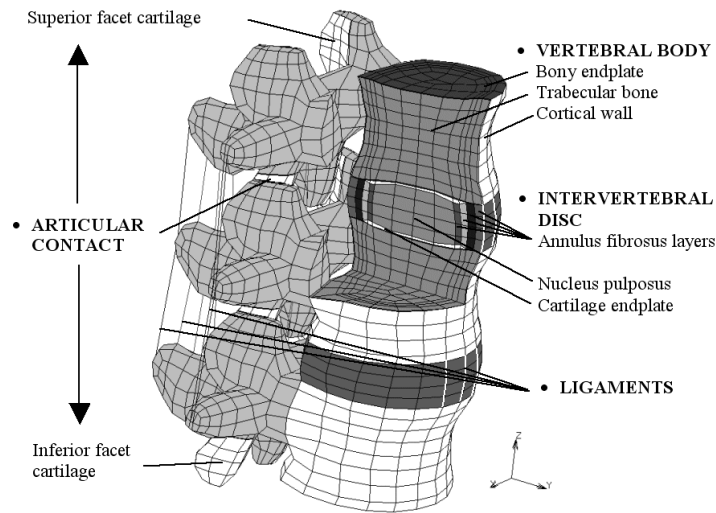 Superior facet cartilage
• VERTEBRAL BODY
Bony endplate
Trabecular bone
Cortical wall
• INTERVERTEBRAL
DISC
Annulus fibrosus layers
• ARTICULAR
CONTACT
Nucleus pulposus
Cartilage endplate
• LIGAMENTS
Inferior facet
cartilage
Z
X
Y